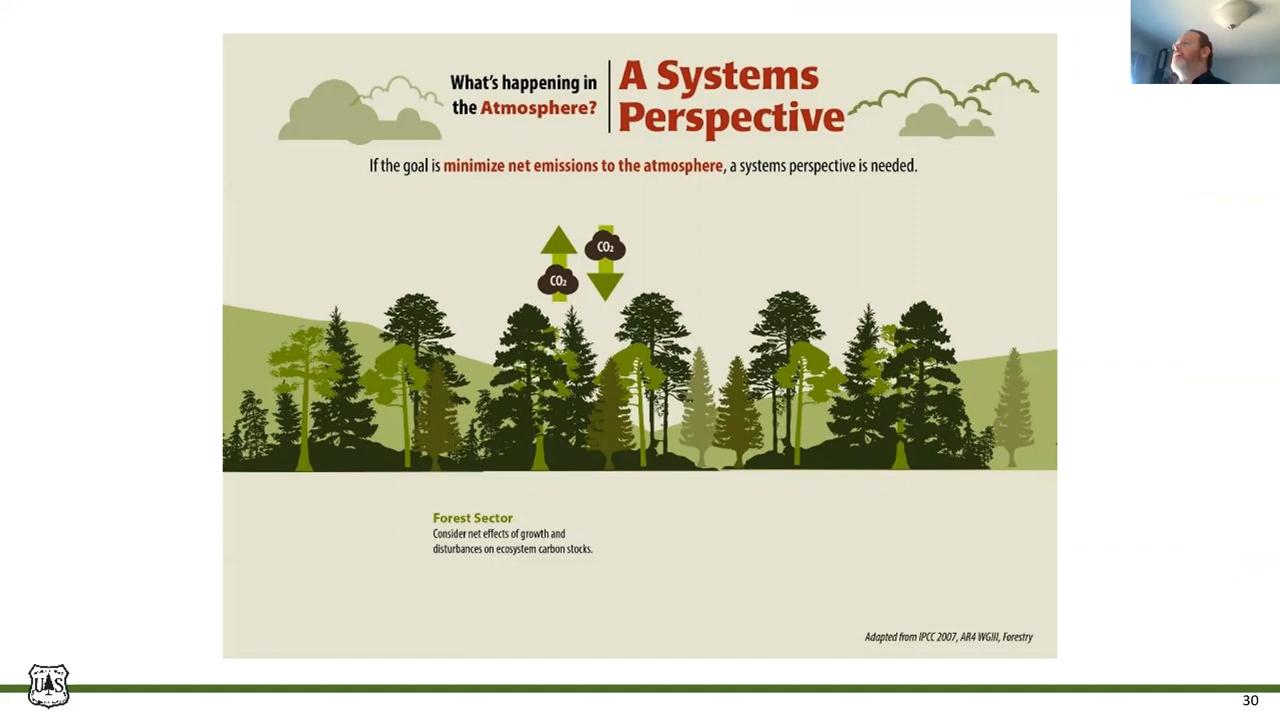 What's happening in
the Atmosphere?
A Systems
Perspective
If the goal is minimize net emissions to the atmosphere, a systems perspective is needed.
CO₂
CO₂
Forest Sector
Consider net effects of growth and
disturbances on ecosystem carbon stocks.
Adapted from IPCC 2007, AR4 WGIII, Forestry
US
30